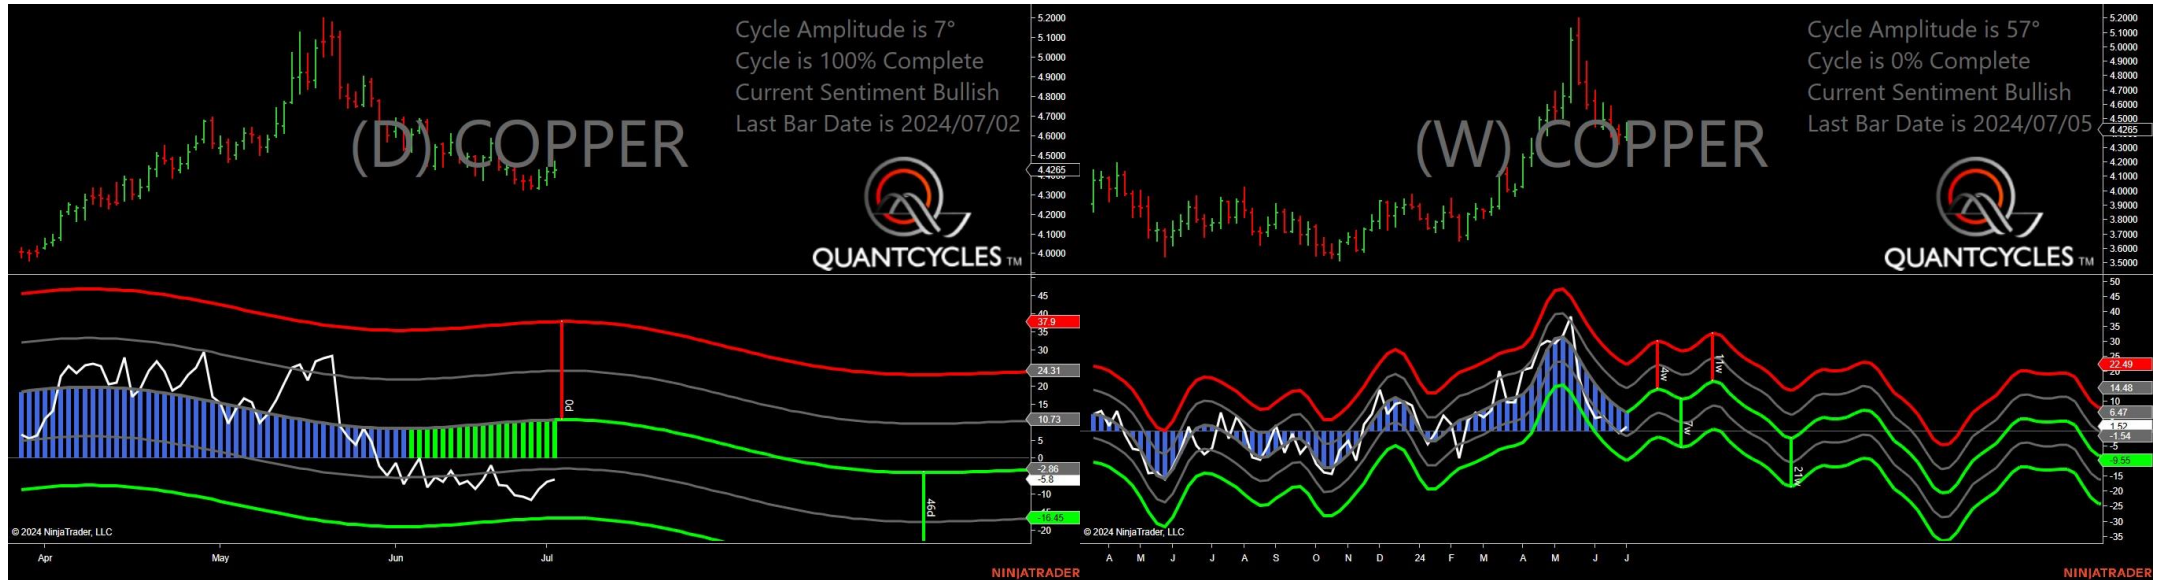 Cycle Amplitude is 7°
Cycle is 100% Complete
Current Sentiment Bullish
Last Bar Date is 2024/07/02
(D) COPPER
QUANTCYCLES TM
5.2000
5.1000
5.0000
4.9000
4.8000
4.7000
4.6000
4.5000
4.4265
4.3000
4.2000
4.1000
4.0000
45
40
37.9
35
30
24.31
20
15
10.73
5
0
-2.86
-5.8
-10
-16.45
-20
0d
46d
© 2024 NinjaTrader, LLC
Apr May Jun Jul
NINJATRADER
Cycle Amplitude is 57°
Cycle is 0% Complete
Current Sentiment Bullish
Last Bar Date is 2024/07/05
(W) COPPER
QUANTCYCLES TM
5.2000
5.1000
5.0000
4.9000
4.8000
4.7000
4.6000
4.5000
4.4265
4.3000
4.2000
4.1000
4.0000
3.9000
3.8000
3.7000
3.6000
3.5000
50
45
40
35
30
25
22.49
14.48
10
6.47
1.52
-1.54
-5
-9.55
-15
-20
-25
-30
-35
4w
11w
7w
21w
© 2024 NinjaTrader, LLC
A M J J A S O N D 24 F M A M J J
NINJATRADER